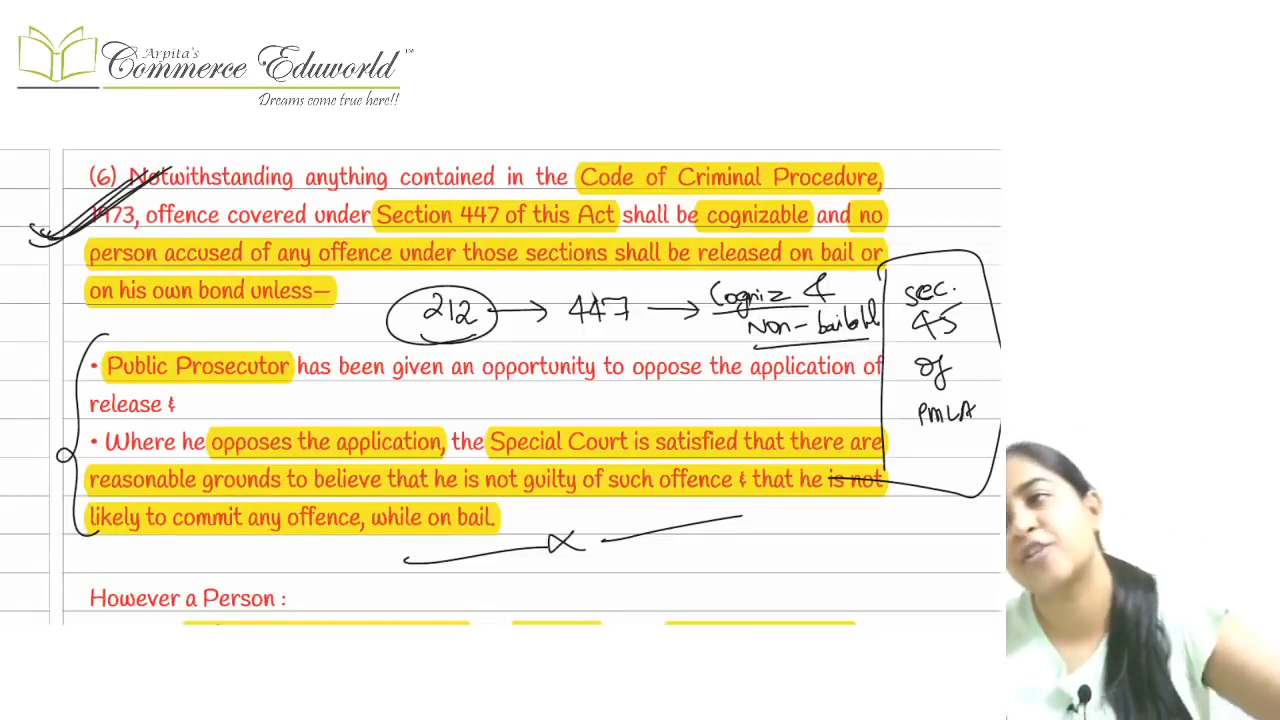 Arpita's
Commerce Eduworld™
Dreams come true here!!
(6) Notwithstanding anything contained in the Code of Criminal Procedure,
1973, offence covered under Section 447 of this Act shall be cognizable and no
person accused of any offence under those sections shall be released on bail or
on his own bond unless—
212 → 447 → Cogniz &
Non-bailabl
sec.
45
of
PMLA
• Public Prosecutor has been given an opportunity to oppose the application of
release &
• Where he opposes the application, the Special Court is satisfied that there are
reasonable grounds to believe that he is not guilty of such offence & that he is not
likely to commit any offence, while on bail.
However a Person :